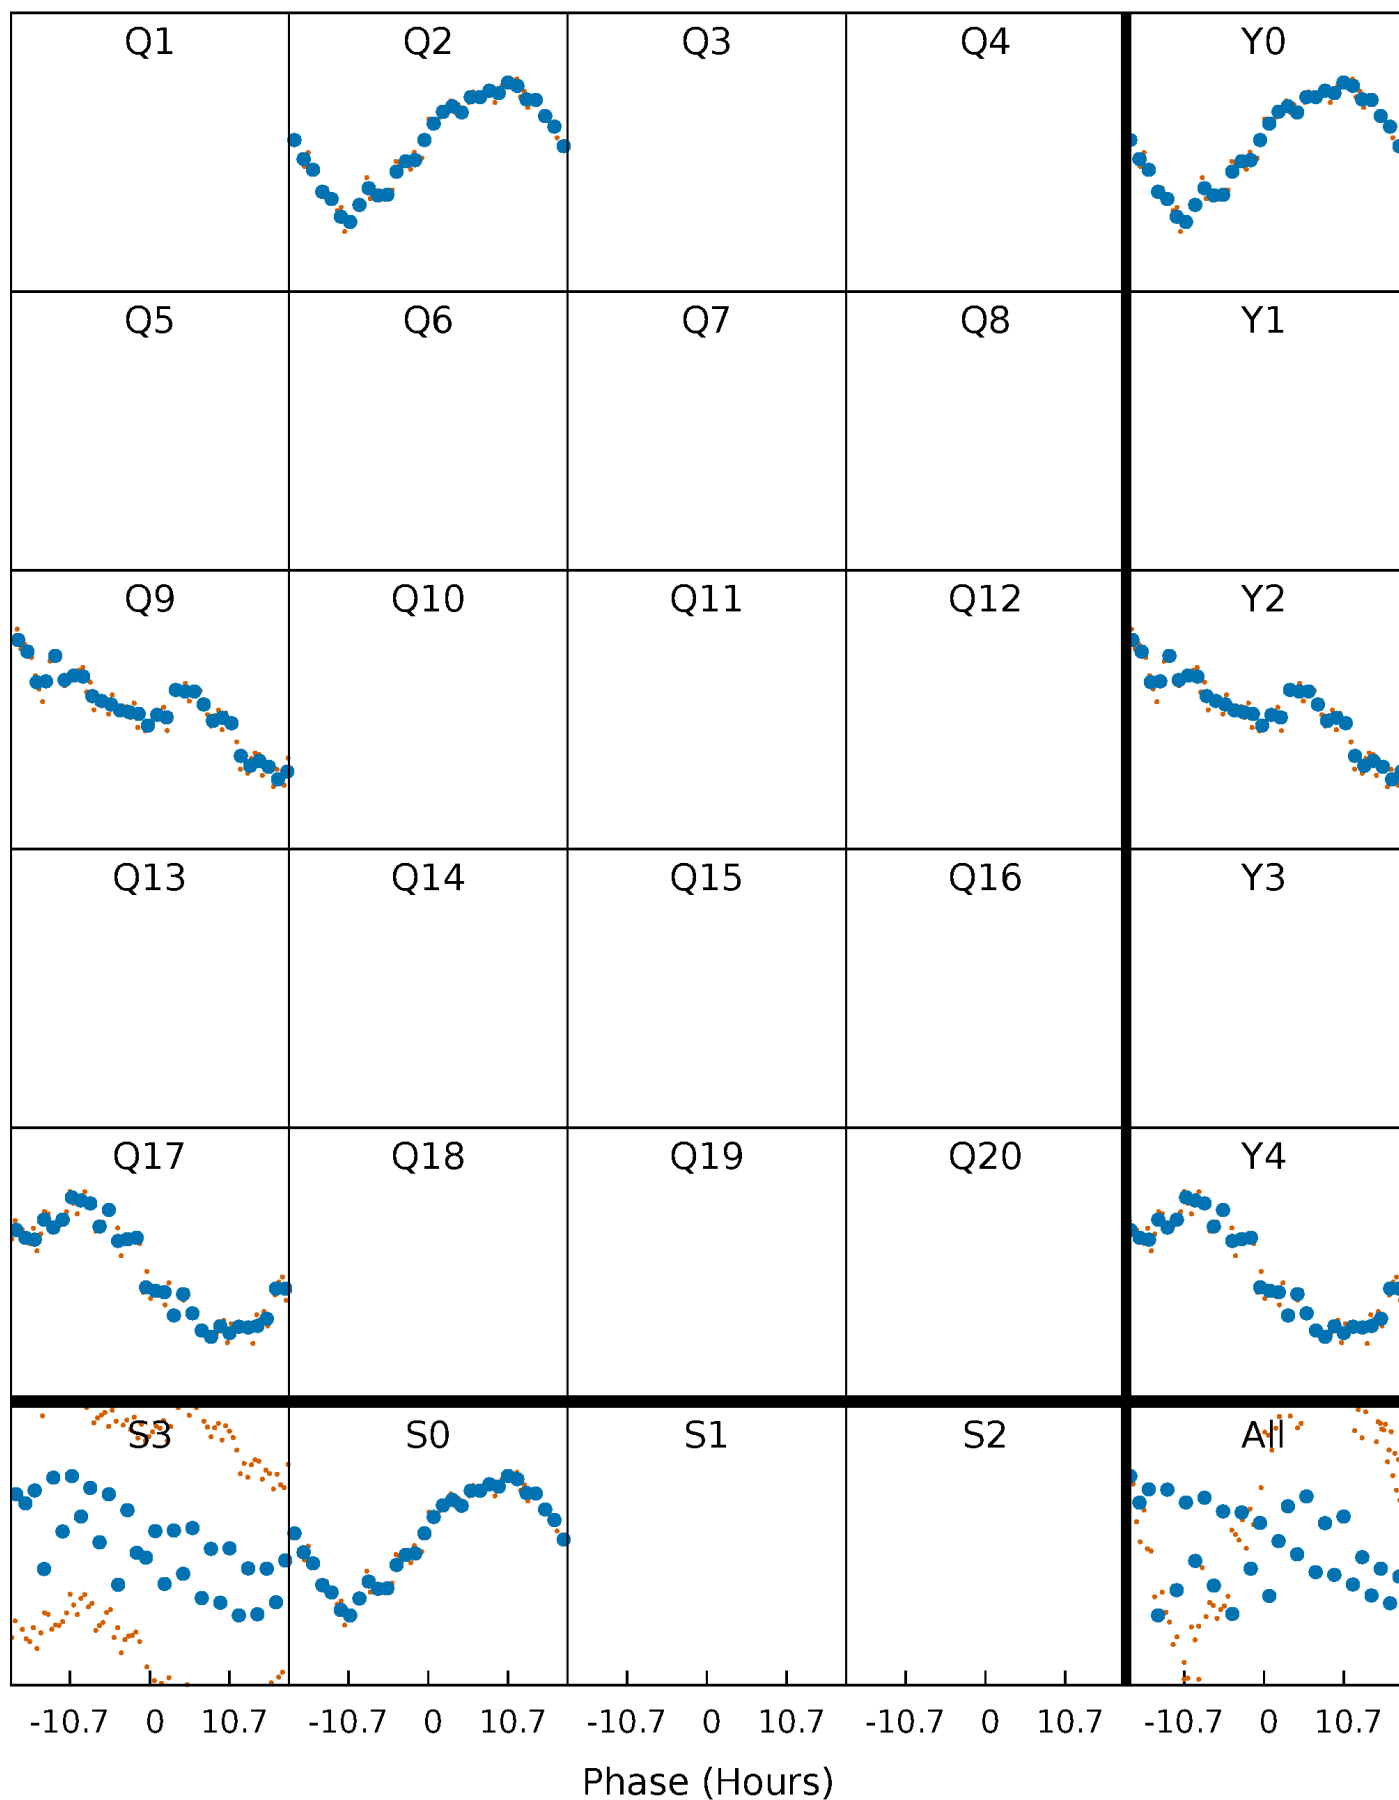 Q1 Q2 Q3 Q4 Y0
Q5 Q6 Q7 Q8 Y1
Q9 Q10 Q11 Q12 Y2
Q13 Q14 Q15 Q16 Y3
Q17 Q18 Q19 Q20 Y4
S3 S0 S1 S2 All
-10.7 0 10.7 -10.7 0 10.7 -10.7 0 10.7 -10.7 0 10.7 -10.7 0 10.7
Phase (Hours)